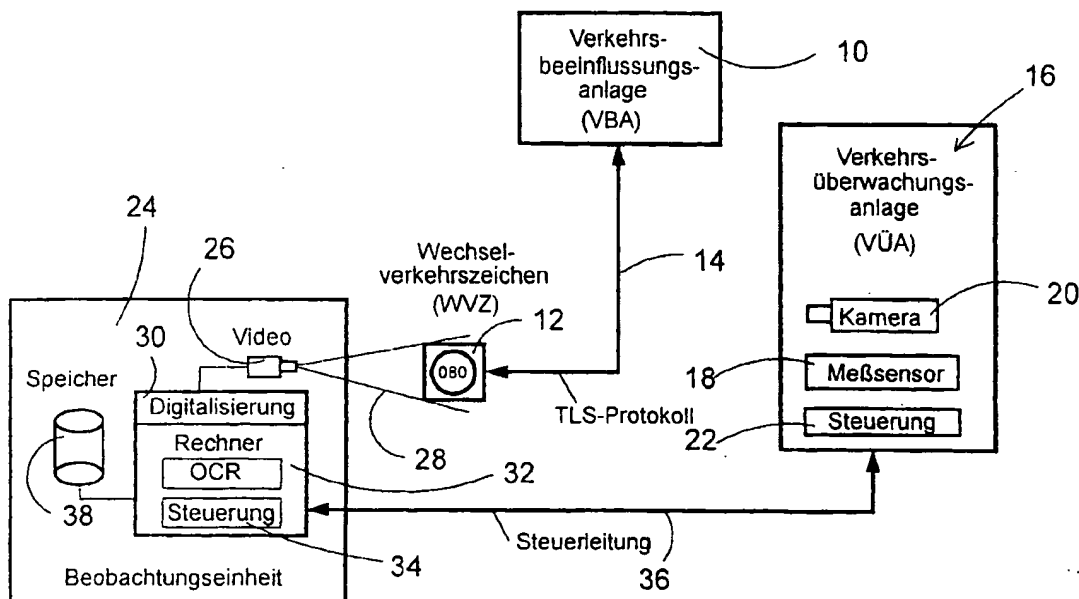 Verkehrs-
beeinflussungs-
anlage
(VBA)
10
16
Verkehrs-
überwachungs-
anlage
(VÜA)
24
26
Wechsel-
verkehrszeichen
(WVZ)
14
12
20
Kamera
30
Video
080
Speicher
18
Meßsensor
Digitalisierung
TLS-Protokoll
22
Steuerung
Rechner
28
OCR
32
38
Steuerung
Steuerleitung
34
36
Beobachtungseinheit